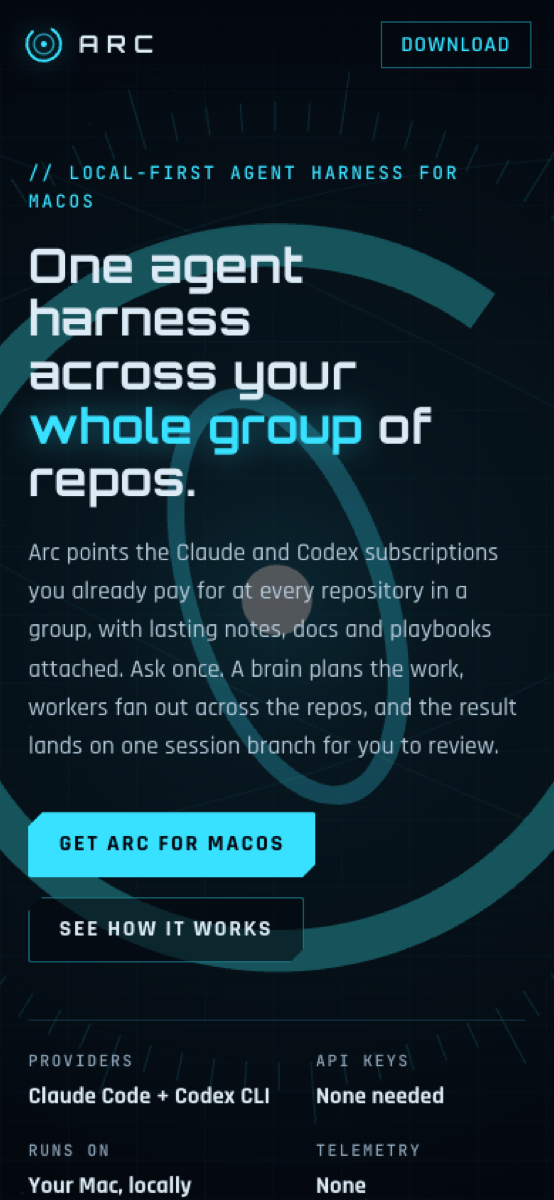 ARC
DOWNLOAD
// LOCAL-FIRST AGENT HARNESS FOR
MACOS
One agent
harness
across your
whole group of
repos.
Arc points the Claude and Codex subscriptions
you already pay for at every repository in a
group, with lasting notes, docs and playbooks
attached. Ask once. A brain plans the work,
workers fan out across the repos, and the result
lands on one session branch for you to review.
GET ARC FOR MACOS
SEE HOW IT WORKS
PROVIDERS
Claude Code + Codex CLI
API KEYS
None needed
RUNS ON
Your Mac, locally
TELEMETRY
None